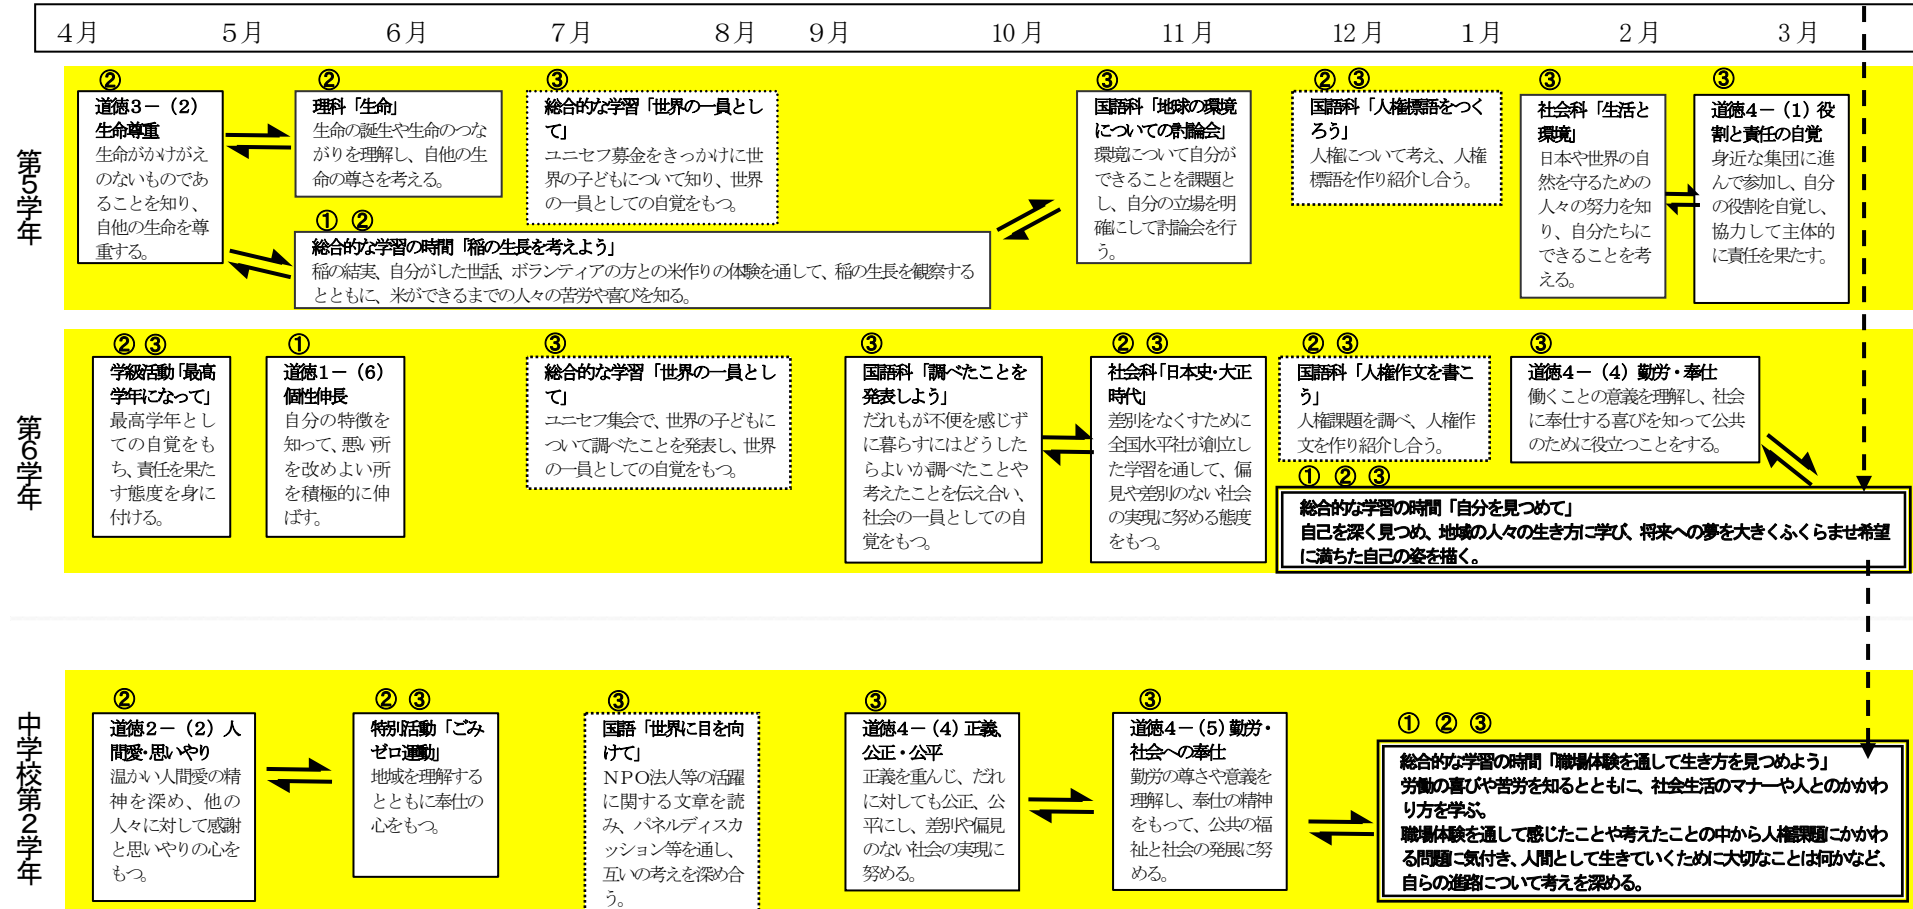 4月 5月 6月 7月 8月 9月 10月 11月 12月 1月 2月 3月
第5学年
②
道徳3－（2）
生命尊重
生命がかけがえ
のないものであ
ることを知り、
自他の生命を尊
重する。
②
理科「生命」
生命の誕生や生命のつな
がりを理解し、自他の生
命の尊さを考える。
③
総合的な学習「世界の一員とし
て」
ユニセフ募金をきっかけに世
界の子どもについて知り、世界
の一員としての自覚をもつ。
① ②
総合的な学習の時間「稲の生長を考えよう」
稲の結実、自分がした世話、ボランティアの方との米作りの体験を通して、稲の生長を観察する
とともに、米ができるまでの人々の苦労や喜びを知る。
③
国語科「地球の環境
についての討論会」
環境について自分が
できることを課題と
し、自分の立場を明
確にして討論会を行
う。
② ③
国語科「人権標語をつく
ろう」
人権について考え、人権
標語を作り紹介し合う。
③
社会科「生活と
環境」
日本や世界の自
然を守るための
人々の努力を知
り、自分たちに
できることを考
える。
③
道徳4－（1）役
割と責任の自覚
身近な集団に進
んで参加し、自分
の役割を自覚し、
協力して主体的
に責任を果たす。
第6学年
② ③
学級活動「最高
学年になって」
最高学年とし
ての自覚をも
ち、責任を果た
す態度を身に
付ける。
①
道徳1－（6）
個性伸長
自分の特徴を
知って、悪い所
を改めよい所
を積極的に伸
ばす。
③
総合的な学習「世界の一員とし
て」
ユニセフ集会で、世界の子どもに
ついて調べたことを発表し、世界
の一員としての自覚をもつ。
③
国語科「調べたことを
発表しよう」
だれもが不便を感じず
に暮らすにはどうした
らよいか調べたことや
考えたことを伝え合い、
社会の一員としての自
覚をもつ。
② ③
社会科「日本史・大正
時代」
差別をなくすために
全国水平社が創立し
た学習を通して、偏
見や差別のない社会
の実現に努める態度
をもつ。
② ③
国語科「人権作文を書こ
う」
人権課題を調べ、人権作
文を作り紹介し合う。
③
道徳4－（4）勤労・奉仕
働くことの意義を理解し、社会
に奉仕する喜びを知って公共
のために役立つことをする。
① ② ③
総合的な学習の時間「自分を見つめて」
自己を深く見つめ、地域の人々の生き方に学び、将来への夢を大きくふくらませ希望
に満ちた自己の姿を描く。
中学校第2学年
②
道徳2－（2）人
間愛・思いやり
温かい人間愛の精
神を深め、他の
人々に対して感謝
と思いやりの心を
もつ。
② ③
特別活動「ごみ
ゼロ運動」
地域を理解する
とともに奉仕の
心をもつ。
③
国語「世界に目を向
けて」
NPO法人等の活躍
に関する文章を読
み、パネルディスカ
ッション等を通し、
互いの考えを深め合
う。
③
道徳4－（4）正義、
公正・公平
正義を重んじ、だれ
に対しても公正、公
平にし、差別や偏見
のない社会の実現に
努める。
③
道徳4－（5）勤労・
社会への奉仕
勤労の尊さや意義を
理解し、奉仕の精神
をもって、公共の福
祉と社会の発展に努
める。
① ② ③
総合的な学習の時間「職場体験を通して生き方を見つめよう」
労働の喜びや苦労を知るとともに、社会生活のマナーや人とのかかわ
り方を学ぶ。
職場体験を通して感じたことや考えたことの中から人権課題にかかわ
る問題に気付き、人間として生きていくために大切なことは何かなど、
自らの進路について考えを深める。